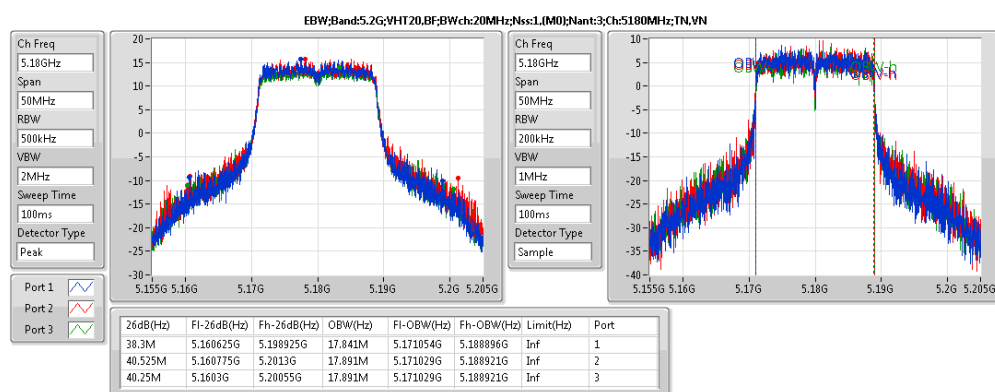 EBW;Band:5.2G;VHT20,BF;BWch:20MHz;Nss:1,(M0);Nant:3;Ch:5180MHz;TN,VN
Ch Freq
5.18GHz
Span
50MHz
RBW
500kHz
VBW
2MHz
Sweep Time
100ms
Detector Type
Peak
Port 1
Port 2
Port 3
20
15
10
5
0
-5
-10
-15
-20
-25
-30
5.155G 5.16G 5.17G 5.18G 5.19G 5.2G 5.205G
Ch Freq
5.18GHz
Span
50MHz
RBW
200kHz
VBW
1MHz
Sweep Time
100ms
Detector Type
Sample
10
5
0
-5
-10
-15
-20
-25
-30
-35
-40
5.155G 5.16G 5.17G 5.18G 5.19G 5.2G 5.205G
26dB(Hz) Fl-26dB(Hz) Fh-26dB(Hz) OBW(Hz) Fl-OBW(Hz) Fh-OBW(Hz) Limit(Hz) Port
38.3M 5.160625G 5.198925G 17.841M 5.171054G 5.188896G Inf 1
40.525M 5.160775G 5.2013G 17.891M 5.171029G 5.188921G Inf 2
40.25M 5.1603G 5.20055G 17.891M 5.171029G 5.188921G Inf 3